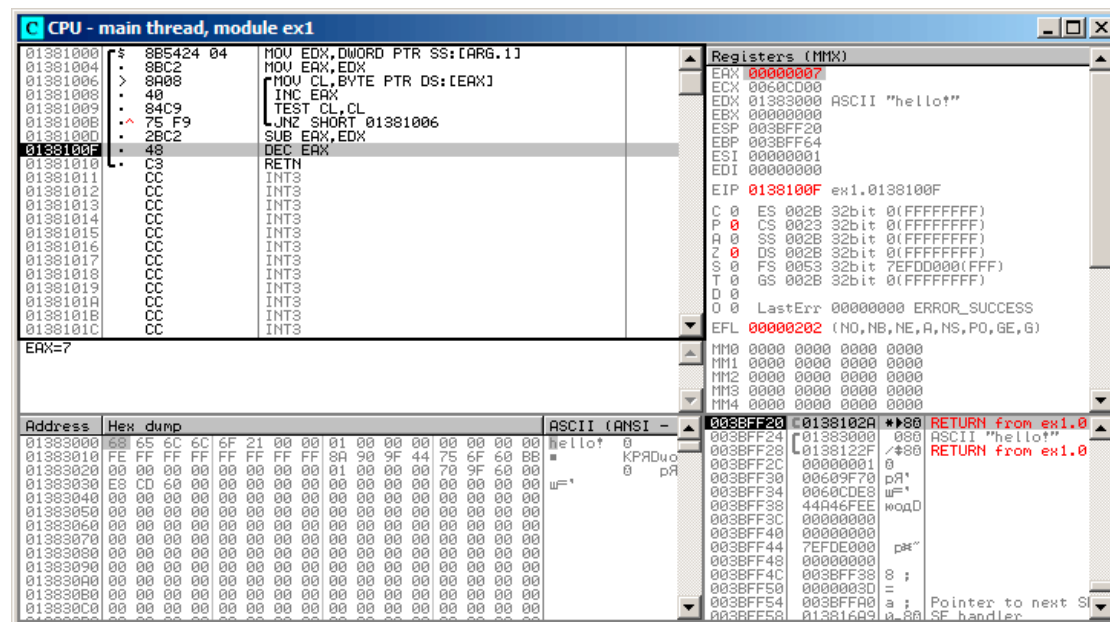 CPU - main thread, module ex1
01381000 $ 8B5424 04 MOV EDX,DWORD PTR SS:[ARG.1]
01381004 . 8BC2 MOV EAX,EDX
01381006 > 8A08 MOV CL,BYTE PTR DS:[EAX]
01381008 . 40 INC EAX
01381009 . 84C9 TEST CL,CL
0138100B .^ 75 F9 JNZ SHORT 01381006
0138100D . 2BC2 SUB EAX,EDX
0138100F . 48 DEC EAX
01381010 . C3 RETN
01381011 CC INT3
01381012 CC INT3
01381013 CC INT3
01381014 CC INT3
01381015 CC INT3
01381016 CC INT3
01381017 CC INT3
01381018 CC INT3
01381019 CC INT3
0138101A CC INT3
0138101B CC INT3
0138101C CC INT3
EAX=7
Registers (MMX)
EAX 00000007
ECX 0060CD00
EDX 01383000 ASCII "hello!"
EBX 00000000
ESP 003BFF20
EBP 003BFF64
ESI 00000001
EDI 00000000
EIP 0138100F ex1.0138100F
C 0 ES 002B 32bit 0(FFFFFFFF)
P 0 CS 0023 32bit 0(FFFFFFFF)
A 0 SS 002B 32bit 0(FFFFFFFF)
Z 0 DS 002B 32bit 0(FFFFFFFF)
S 0 FS 0053 32bit 7EFDD000(FFF)
T 0 GS 002B 32bit 0(FFFFFFFF)
D 0
O 0 LastErr 00000000 ERROR_SUCCESS
EFL 00000202 (NO,NB,NE,A,NS,PO,GE,G)
MM0 0000 0000 0000 0000
MM1 0000 0000 0000 0000
MM2 0000 0000 0000 0000
MM3 0000 0000 0000 0000
MM4 0000 0000 0000 0000
Address Hex dump ASCII (ANSI -
01383000 68 65 6C 6C 6F 21 00 00 01 00 00 00 00 00 00 00 hello! 0
01383010 FE FF FF FF FF FF FF FF 8A 90 9F 44 75 6F 60 BB ■ KPЯDuo
01383020 00 00 00 00 00 00 00 00 01 00 00 00 70 9F 60 00 0 pЯ
01383030 E8 CD 60 00 00 00 00 00 00 00 00 00 00 00 00 00 ш='
01383040 00 00 00 00 00 00 00 00 00 00 00 00 00 00 00 00
01383050 00 00 00 00 00 00 00 00 00 00 00 00 00 00 00 00
01383060 00 00 00 00 00 00 00 00 00 00 00 00 00 00 00 00
01383070 00 00 00 00 00 00 00 00 00 00 00 00 00 00 00 00
01383080 00 00 00 00 00 00 00 00 00 00 00 00 00 00 00 00
01383090 00 00 00 00 00 00 00 00 00 00 00 00 00 00 00 00
013830A0 00 00 00 00 00 00 00 00 00 00 00 00 00 00 00 00
013830B0 00 00 00 00 00 00 00 00 00 00 00 00 00 00 00 00
013830C0 00 00 00 00 00 00 00 00 00 00 00 00 00 00 00 00
003BFF20 0138102A RETURN from ex1.0
003BFF24 01383000 ASCII "hello!"
003BFF28 0138122F RETURN from ex1.0
003BFF2C 00000001 0
003BFF30 00609F70 pЯ'
003BFF34 0060CDE8 ш='
003BFF38 44A46FEE юодD
003BFF3C 00000000
003BFF40 00000000
003BFF44 7EFDE000
003BFF48 00000000
003BFF4C 003BFF38 8 ;
003BFF50 0000003D =
003BFF54 003BFFA0 a ; Pointer to next S
003BFF58 013816A9 SE handler